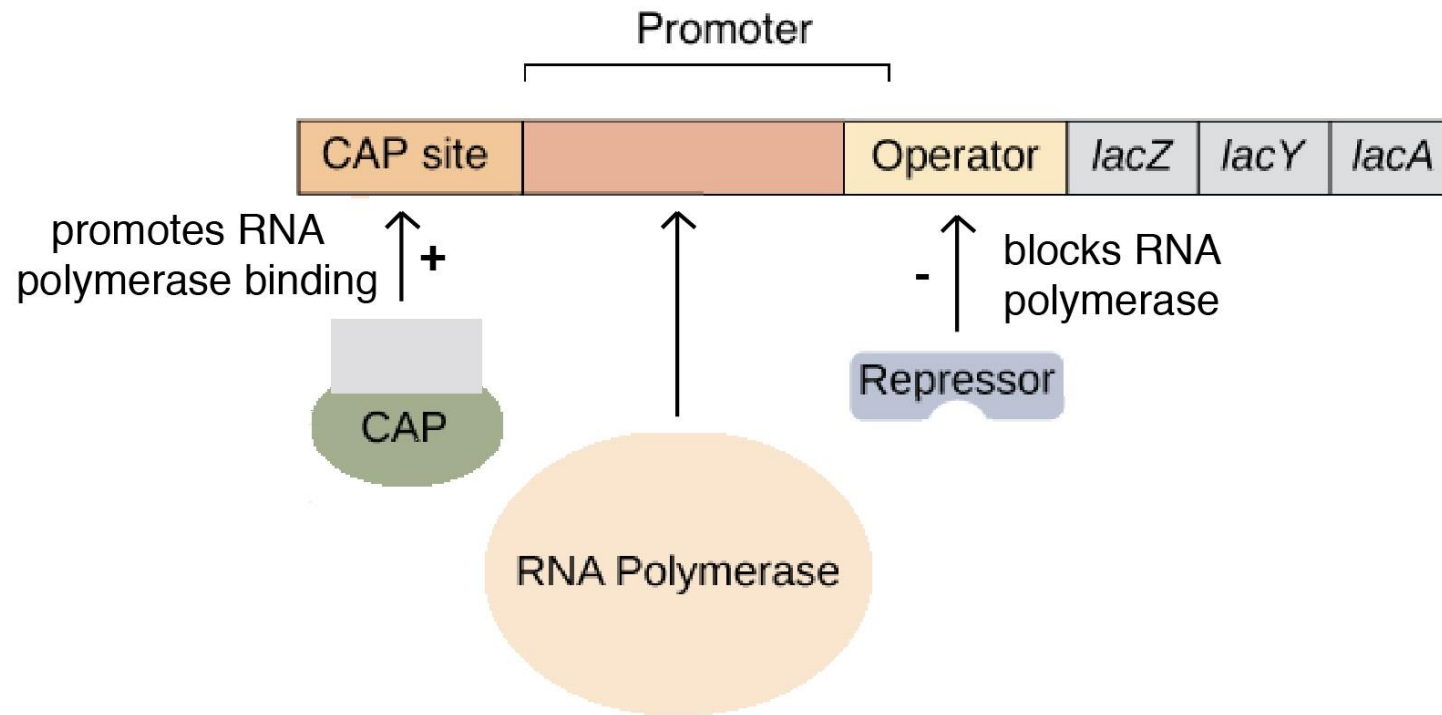 Promoter
CAP site
Operator
lacZ
lacY
lacA
promotes RNA
polymerase binding
+
-
blocks RNA
polymerase
Repressor
CAP
RNA Polymerase